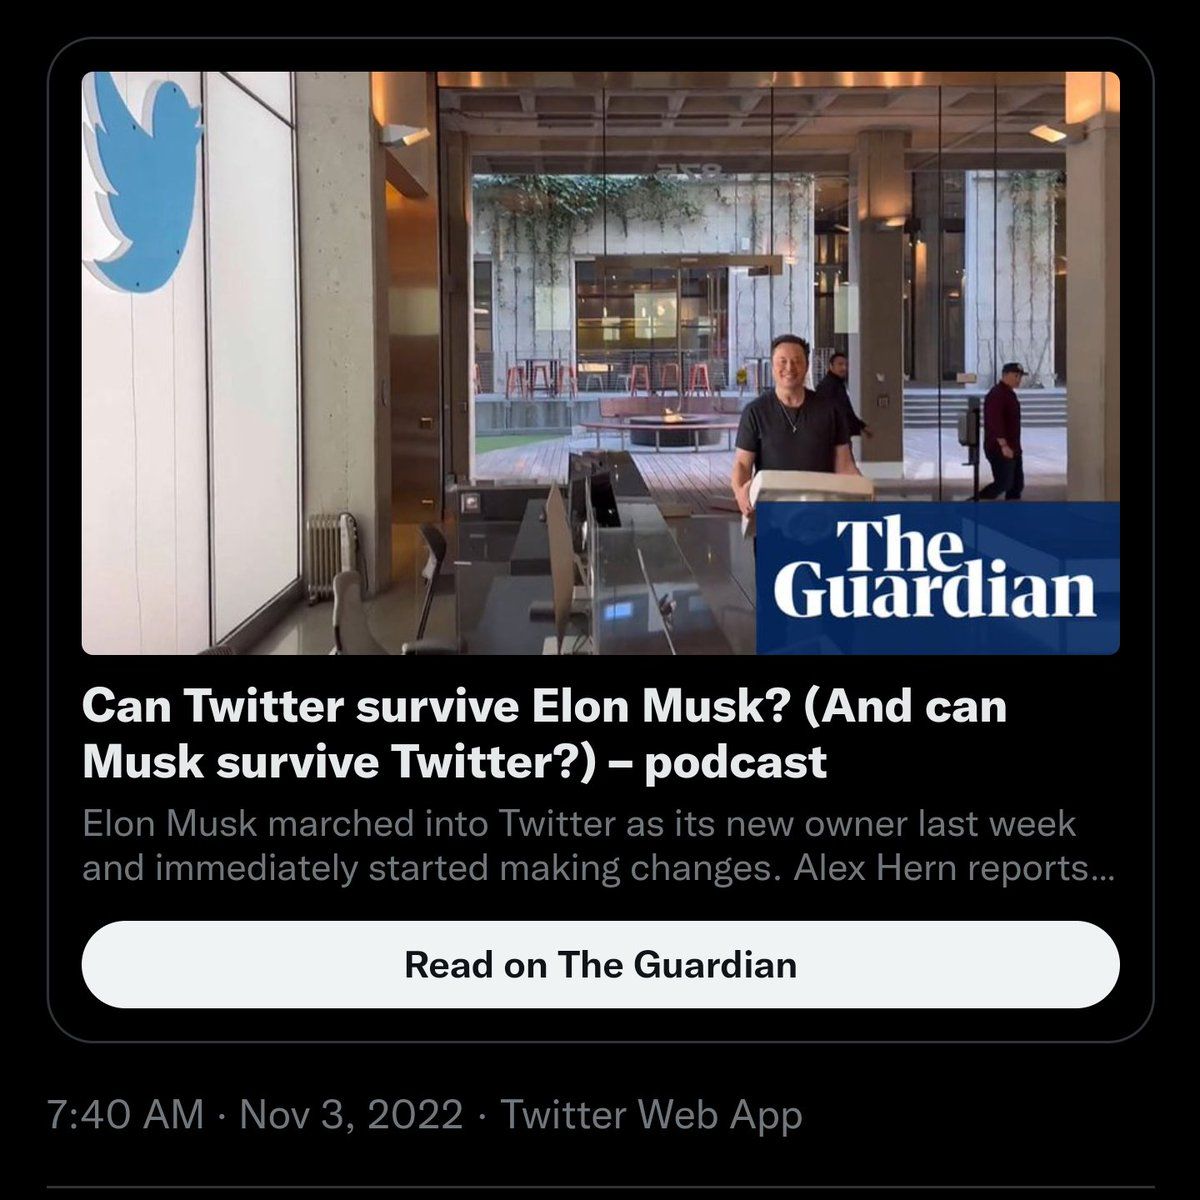 875
The
Guardian
Can Twitter survive Elon Musk? (And can
Musk survive Twitter?) – podcast
Elon Musk marched into Twitter as its new owner last week
and immediately started making changes. Alex Hern reports...
Read on The Guardian
7:40 AM · Nov 3, 2022 · Twitter Web App